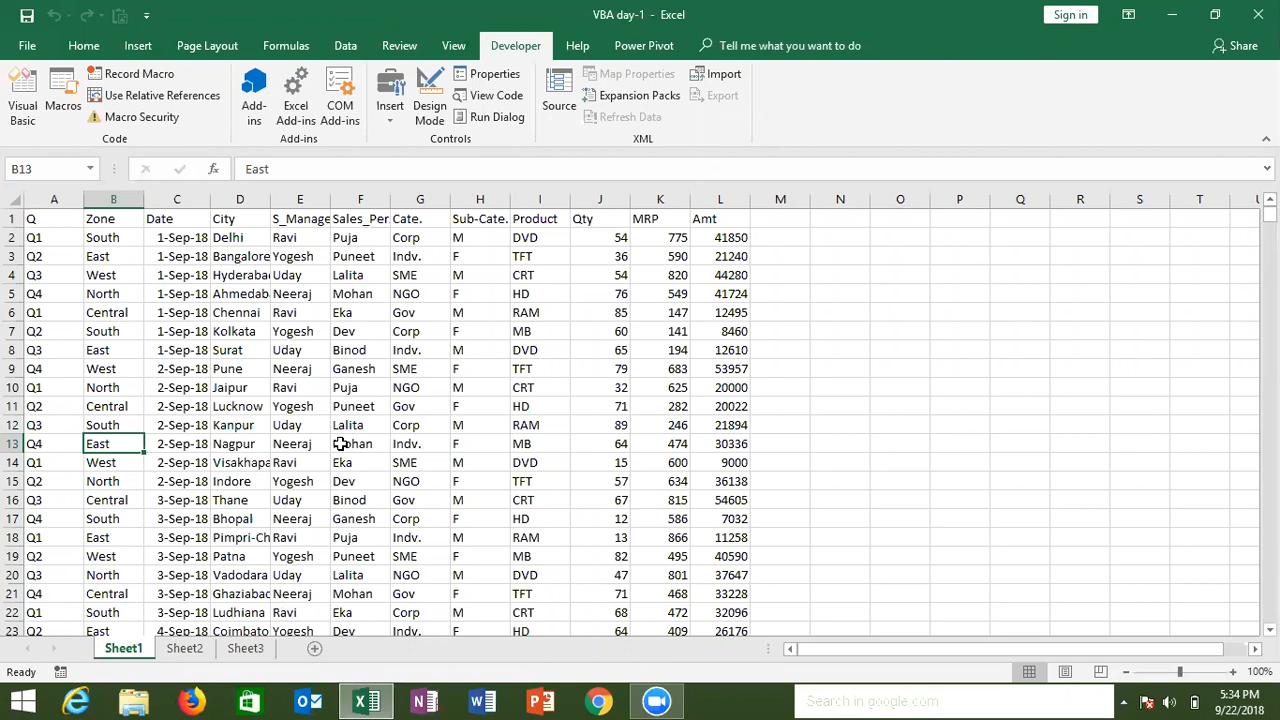 VBA day-1 - Excel
Sign in
File Home Insert Page Layout Formulas Data Review View Developer Help Power Pivot Tell me what you want to do Share
Visual Basic
Macros
Record Macro
Use Relative References
Macro Security
Code
Add-ins
Excel Add-ins
COM Add-ins
Add-ins
Insert
Design Mode
Properties
View Code
Run Dialog
Controls
Source
Map Properties
Expansion Packs
Refresh Data
Import
Export
XML
B13 fx East
A B C D E F G H I J K L M N O P Q R S T U
1 Q Zone Date City S_Manage Sales_Per Cate. Sub-Cate. Product Qty MRP Amt
2 Q1 South 1-Sep-18 Delhi Ravi Puja Corp M DVD 54 775 41850
3 Q2 East 1-Sep-18 Bangalore Yogesh Puneet Indv. F TFT 36 590 21240
4 Q3 West 1-Sep-18 Hyderabad Uday Lalita SME M CRT 54 820 44280
5 Q4 North 1-Sep-18 Ahmedab Neeraj Mohan NGO F HD 76 549 41724
6 Q1 Central 1-Sep-18 Chennai Ravi Eka Gov M RAM 85 147 12495
7 Q2 South 1-Sep-18 Kolkata Yogesh Dev Corp F MB 60 141 8460
8 Q3 East 1-Sep-18 Surat Uday Binod Indv. M DVD 65 194 12610
9 Q4 West 2-Sep-18 Pune Neeraj Ganesh SME F TFT 79 683 53957
10 Q1 North 2-Sep-18 Jaipur Ravi Puja NGO M CRT 32 625 20000
11 Q2 Central 2-Sep-18 Lucknow Yogesh Puneet Gov F HD 71 282 20022
12 Q3 South 2-Sep-18 Kanpur Uday Lalita Corp M RAM 89 246 21894
13 Q4 East 2-Sep-18 Nagpur Neeraj Mohan Indv. F MB 64 474 30336
14 Q1 West 2-Sep-18 Visakhapa Ravi Eka SME M DVD 15 600 9000
15 Q2 North 2-Sep-18 Indore Yogesh Dev NGO F TFT 57 634 36138
16 Q3 Central 3-Sep-18 Thane Uday Binod Gov M CRT 67 815 54605
17 Q4 South 3-Sep-18 Bhopal Neeraj Ganesh Corp F HD 12 586 7032
18 Q1 East 3-Sep-18 Pimpri-Ch Ravi Puja Indv. M RAM 13 866 11258
19 Q2 West 3-Sep-18 Patna Yogesh Puneet SME F MB 82 495 40590
20 Q3 North 3-Sep-18 Vadodara Uday Lalita NGO M DVD 47 801 37647
21 Q4 Central 3-Sep-18 Ghaziabad Neeraj Mohan Gov F TFT 71 468 33228
22 Q1 South 3-Sep-18 Ludhiana Ravi Eka Corp M CRT 68 472 32096
23 Q2 East 4-Sep-18 Coimbato Yogesh Dev Indv. F HD 64 409 26176
Sheet1 Sheet2 Sheet3
Ready 100%
Search in google.com
5:34 PM
9/22/2018